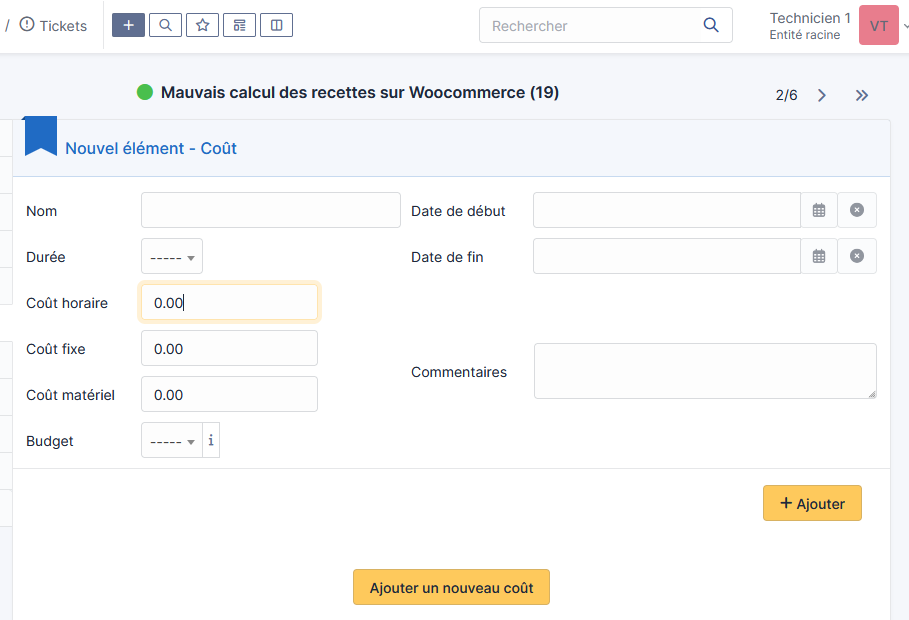 / Tickets
Rechercher
Technicien 1
Entité racine
VT
Mauvais calcul des recettes sur Woocommerce (19)
2/6
Nouvel élément - Coût
Nom
Date de début
Durée
-----
Date de fin
Coût horaire
0.00
Coût fixe
0.00
Commentaires
Coût matériel
0.00
Budget
-----
i
+ Ajouter
Ajouter un nouveau coût